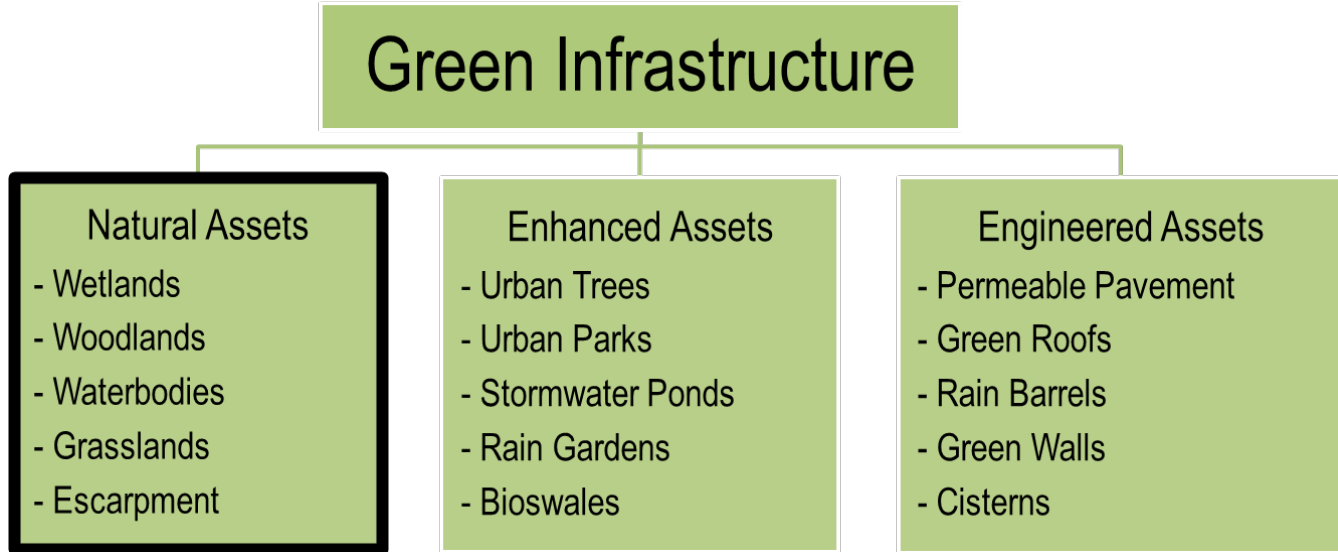 Green Infrastructure
Natural Assets
- Wetlands
- Woodlands
- Waterbodies
- Grasslands
- Escarpment
Enhanced Assets
- Urban Trees
- Urban Parks
- Stormwater Ponds
- Rain Gardens
- Bioswales
Engineered Assets
- Permeable Pavement
- Green Roofs
- Rain Barrels
- Green Walls
- Cisterns